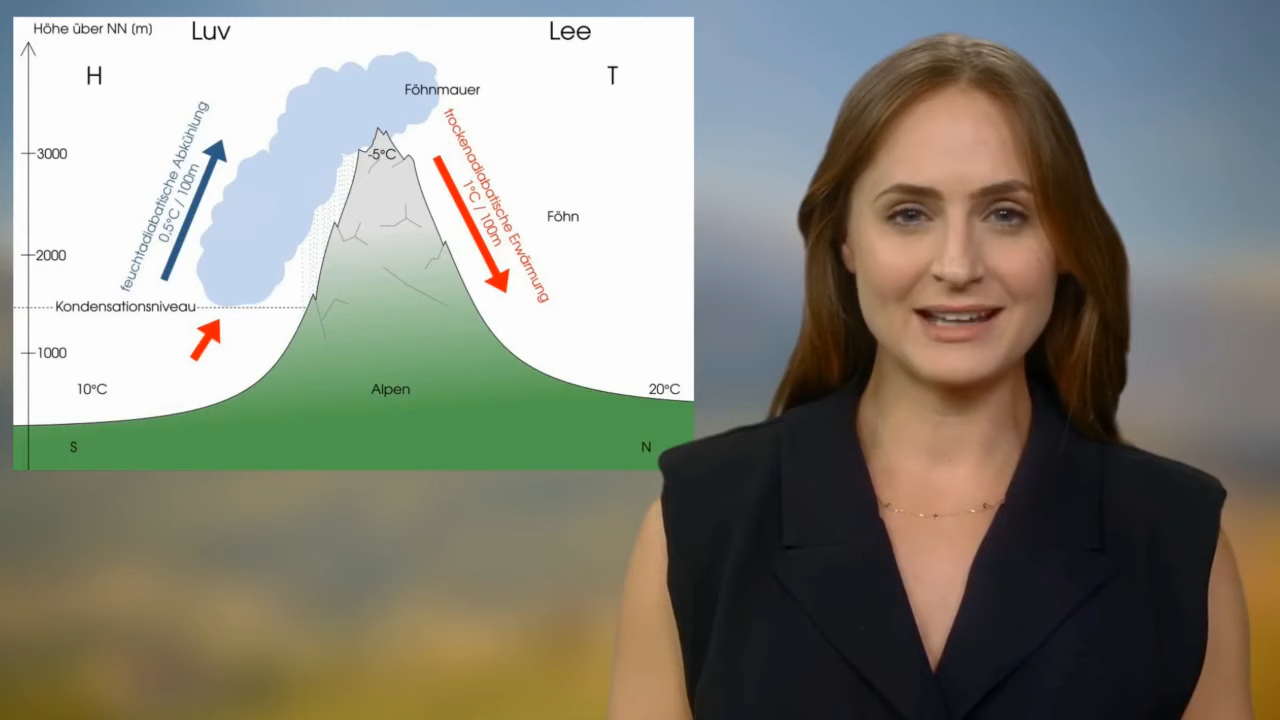 Höhe über NN (m)
Luv
Lee
H
T
Föhnmauer
feuchtadiabatische Abkühlung
0,5°C / 100m
trockenadiabatische Erwärmung
1°C / 100m
3000
-5°C
Föhn
2000
Kondensationsniveau
1000
10°C
Alpen
20°C
S
N